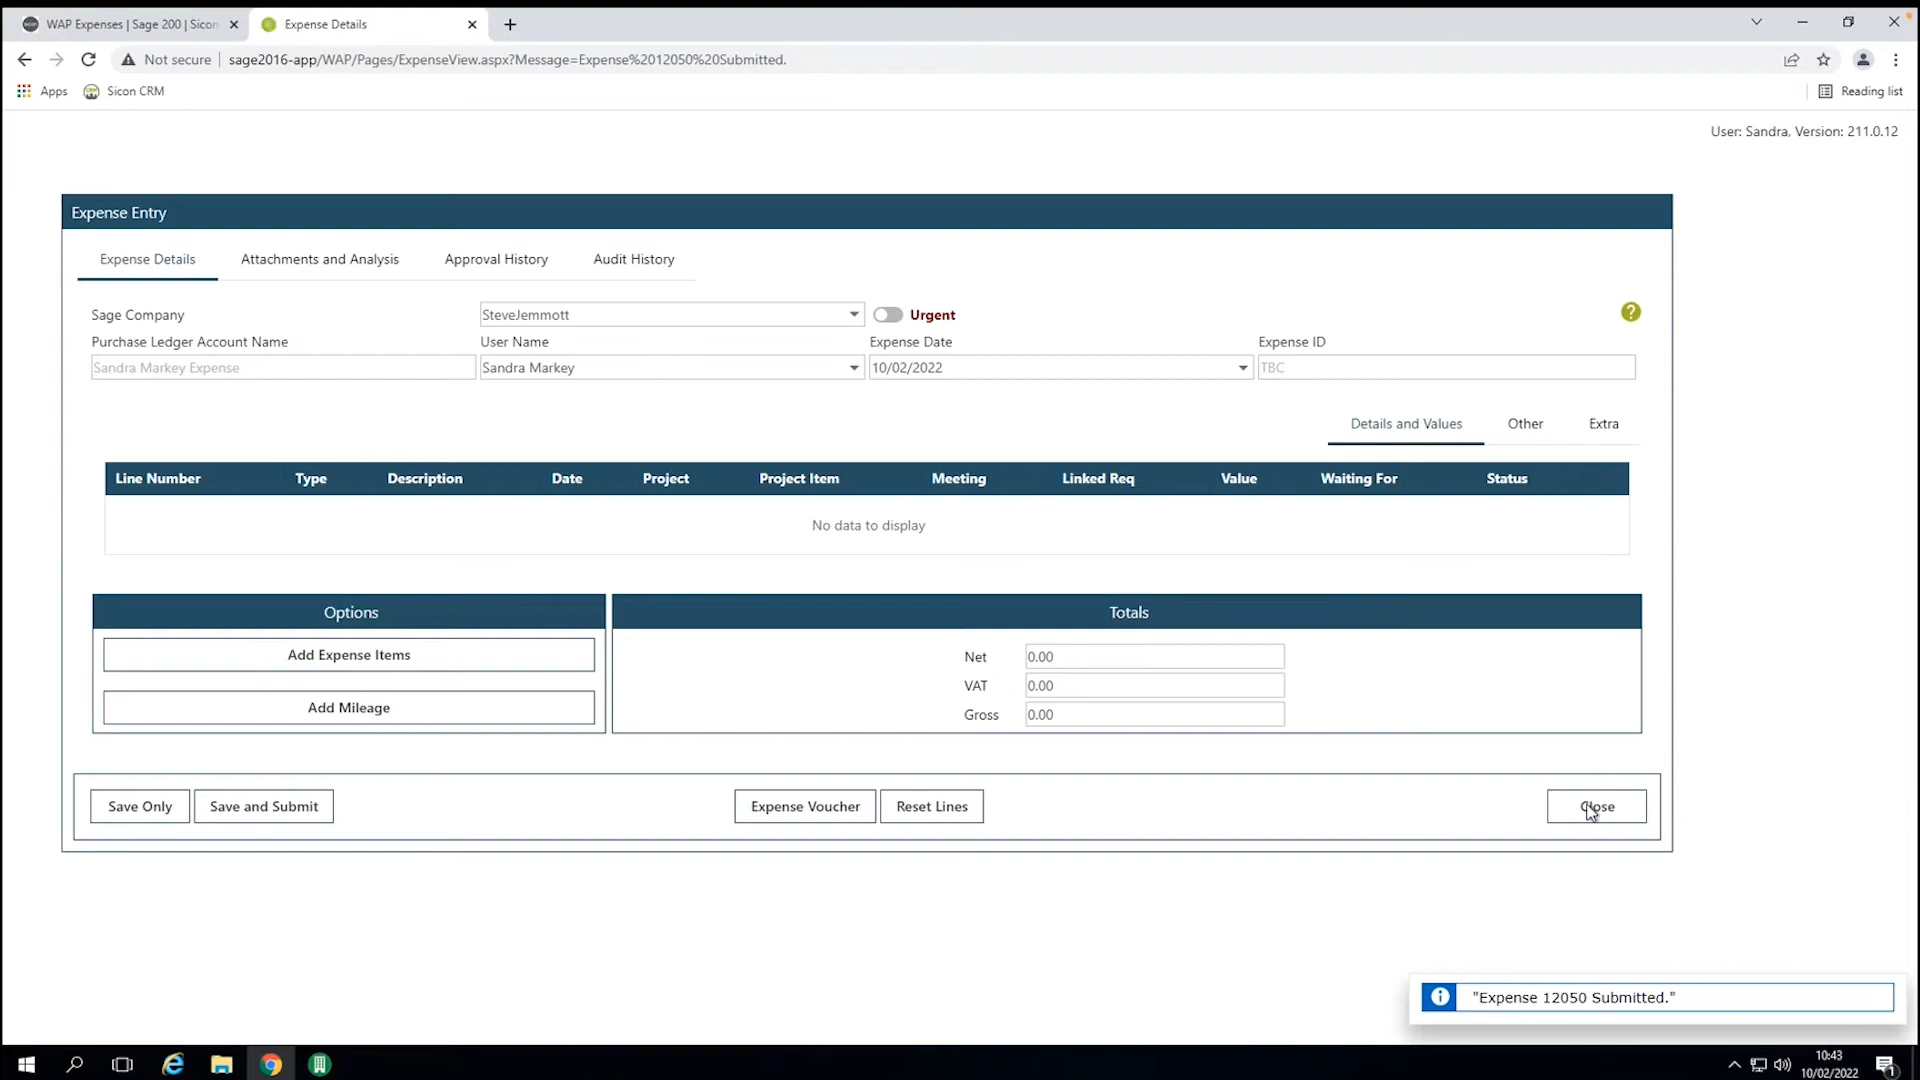 WAP Expenses | Sage 200 | Sicon
Expense Details
Not secure
sage2016-app/WAP/Pages/ExpenseView.aspx?Message=Expense%2012050%20Submitted.
Apps
Sicon CRM
Reading list
User: Sandra, Version: 211.0.12
Expense Entry
Expense Details
Attachments and Analysis
Approval History
Audit History
Sage Company
SteveJemmott
Urgent
?
Purchase Ledger Account Name
User Name
Expense Date
Expense ID
Sandra Markey Expense
Sandra Markey
10/02/2022
TBC
Details and Values
Other
Extra
Line Number
Type
Description
Date
Project
Project Item
Meeting
Linked Req
Value
Waiting For
Status
No data to display
Options
Totals
Add Expense Items
Net
0.00
VAT
0.00
Add Mileage
Gross
0.00
Save Only
Save and Submit
Expense Voucher
Reset Lines
Close
"Expense 12050 Submitted."
10:43
10/02/2022
1